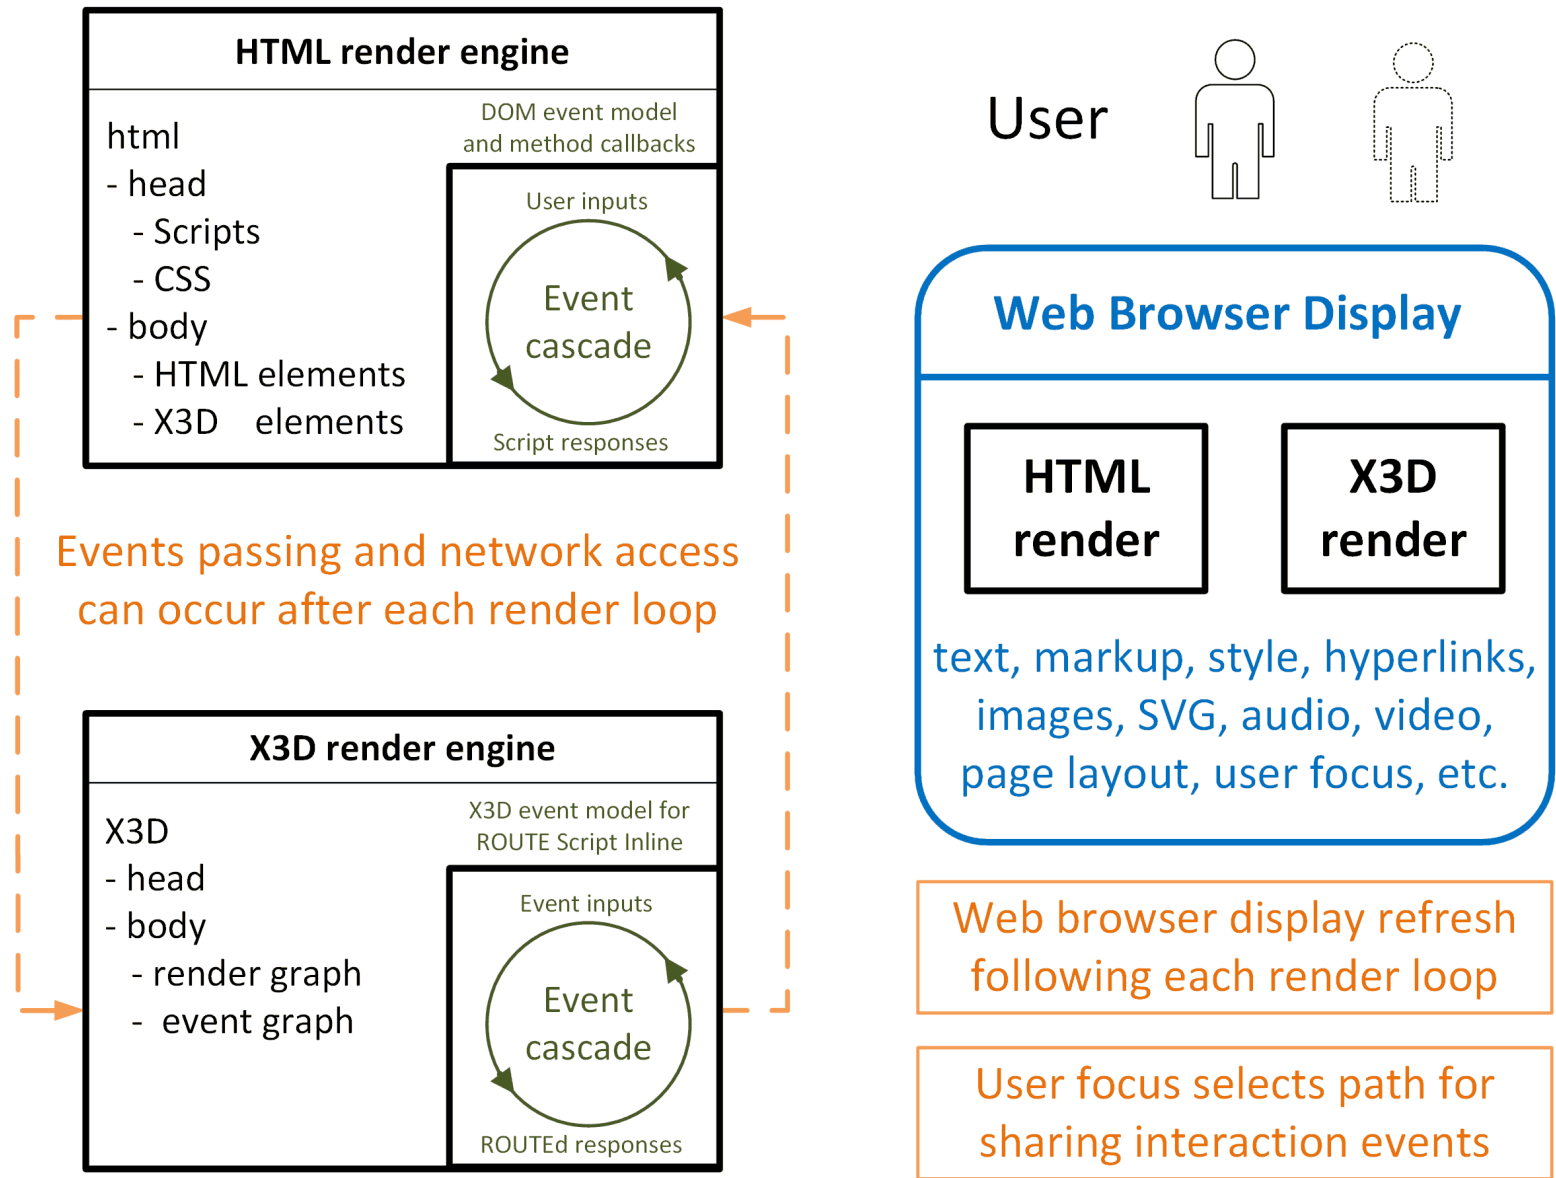 HTML render engine
DOM event model
and method callbacks
html
- head
- Scripts
- CSS
- body
- HTML elements
- X3D elements
User inputs
Event
cascade
Script responses
Events passing and network access
can occur after each render loop
X3D render engine
X3D event model for
ROUTE Script Inline
X3D
- head
- body
- render graph
- event graph
Event inputs
Event
cascade
ROUTEd responses
User
Web Browser Display
HTML
render
X3D
render
text, markup, style, hyperlinks,
images, SVG, audio, video,
page layout, user focus, etc.
Web browser display refresh
following each render loop
User focus selects path for
sharing interaction events